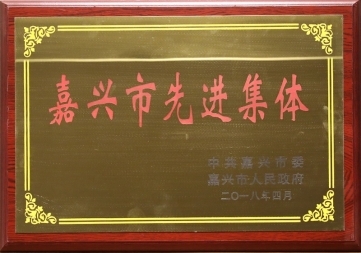 嘉兴市先进集体
中共嘉兴市委
嘉兴市人民政府
二〇一八年四月